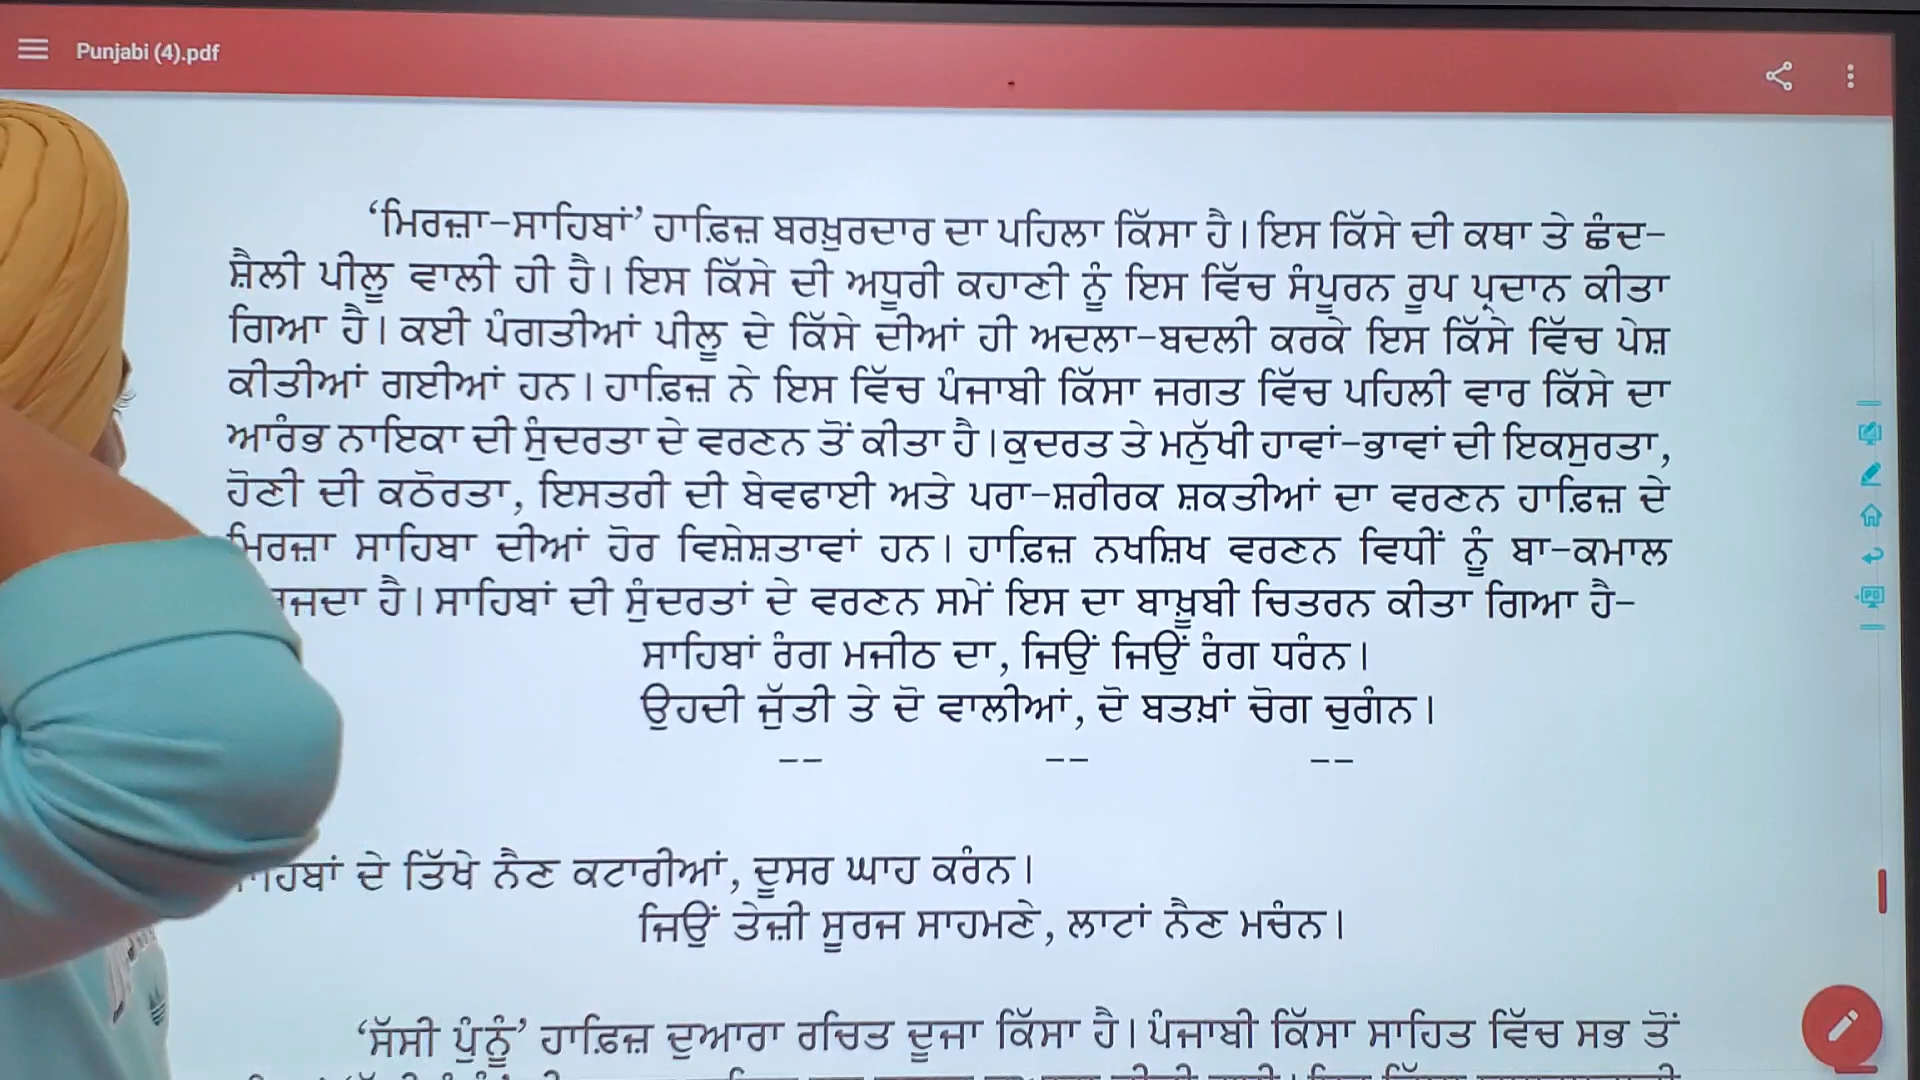 Punjabi (4).pdf
‘ਮਿਰਜ਼ਾ-ਸਾਹਿਬਾਂ’ ਹਾਫ਼ਿਜ਼ ਬਰਖ਼ੁਰਦਾਰ ਦਾ ਪਹਿਲਾ ਕਿੱਸਾ ਹੈ। ਇਸ ਕਿੱਸੇ ਦੀ ਕਥਾ ਤੇ ਛੰਦ-
ਸ਼ੈਲੀ ਪੀਲੂ ਵਾਲੀ ਹੀ ਹੈ। ਇਸ ਕਿੱਸੇ ਦੀ ਅਧੂਰੀ ਕਹਾਣੀ ਨੂੰ ਇਸ ਵਿੱਚ ਸੰਪੂਰਨ ਰੂਪ ਪ੍ਰਦਾਨ ਕੀਤਾ
ਗਿਆ ਹੈ। ਕਈ ਪੰਗਤੀਆਂ ਪੀਲੂ ਦੇ ਕਿੱਸੇ ਦੀਆਂ ਹੀ ਅਦਲਾ-ਬਦਲੀ ਕਰਕੇ ਇਸ ਕਿੱਸੇ ਵਿੱਚ ਪੇਸ਼
ਕੀਤੀਆਂ ਗਈਆਂ ਹਨ। ਹਾਫ਼ਿਜ਼ ਨੇ ਇਸ ਵਿੱਚ ਪੰਜਾਬੀ ਕਿੱਸਾ ਜਗਤ ਵਿੱਚ ਪਹਿਲੀ ਵਾਰ ਕਿੱਸੇ ਦਾ
ਆਰੰਭ ਨਾਇਕਾ ਦੀ ਸੁੰਦਰਤਾ ਦੇ ਵਰਣਨ ਤੋਂ ਕੀਤਾ ਹੈ। ਕੁਦਰਤ ਤੇ ਮਨੁੱਖੀ ਹਾਵਾਂ-ਭਾਵਾਂ ਦੀ ਇਕਸੁਰਤਾ,
ਹੋਣੀ ਦੀ ਕਠੋਰਤਾ, ਇਸਤਰੀ ਦੀ ਬੇਵਫਾਈ ਅਤੇ ਪਰਾ-ਸ਼ਰੀਰਕ ਸ਼ਕਤੀਆਂ ਦਾ ਵਰਣਨ ਹਾਫ਼ਿਜ਼ ਦੇ
ਮਿਰਜ਼ਾ ਸਾਹਿਬਾ ਦੀਆਂ ਹੋਰ ਵਿਸ਼ੇਸ਼ਤਾਵਾਂ ਹਨ। ਹਾਫ਼ਿਜ਼ ਨਖਸ਼ਿਖ ਵਰਣਨ ਵਿਧੀਂ ਨੂੰ ਬਾ-ਕਮਾਲ
ਹੈ। ਸਾਹਿਬਾਂ ਦੀ ਸੁੰਦਰਤਾਂ ਦੇ ਵਰਣਨ ਸਮੇਂ ਇਸ ਦਾ ਬਾਖ਼ੂਬੀ ਚਿਤਰਨ ਕੀਤਾ ਗਿਆ ਹੈ-
ਸਾਹਿਬਾਂ ਰੰਗ ਮਜੀਠ ਦਾ, ਜਿਉਂ ਜਿਉਂ ਰੰਗ ਧਰੰਨ।
ਉਹਦੀ ਜੁੱਤੀ ਤੇ ਦੋ ਵਾਲੀਆਂ, ਦੋ ਬਤਖ਼ਾਂ ਚੋਗ ਚੁਗੰਨ।
-- -- --
ਦੇ ਤਿੱਖੇ ਨੈਣ ਕਟਾਰੀਆਂ, ਦੂਸਰ ਘਾਹ ਕਰੰਨ।
ਜਿਉਂ ਤੇਜ਼ੀ ਸੂਰਜ ਸਾਹਮਣੇ, ਲਾਟਾਂ ਨੈਣ ਮਚੰਨ।
‘ਸੱਸੀ ਪੁੰਨੂੰ’ ਹਾਫ਼ਿਜ਼ ਦੁਆਰਾ ਰਚਿਤ ਦੂਜਾ ਕਿੱਸਾ ਹੈ। ਪੰਜਾਬੀ ਕਿੱਸਾ ਸਾਹਿਤ ਵਿੱਚ ਸਭ ਤੋਂ